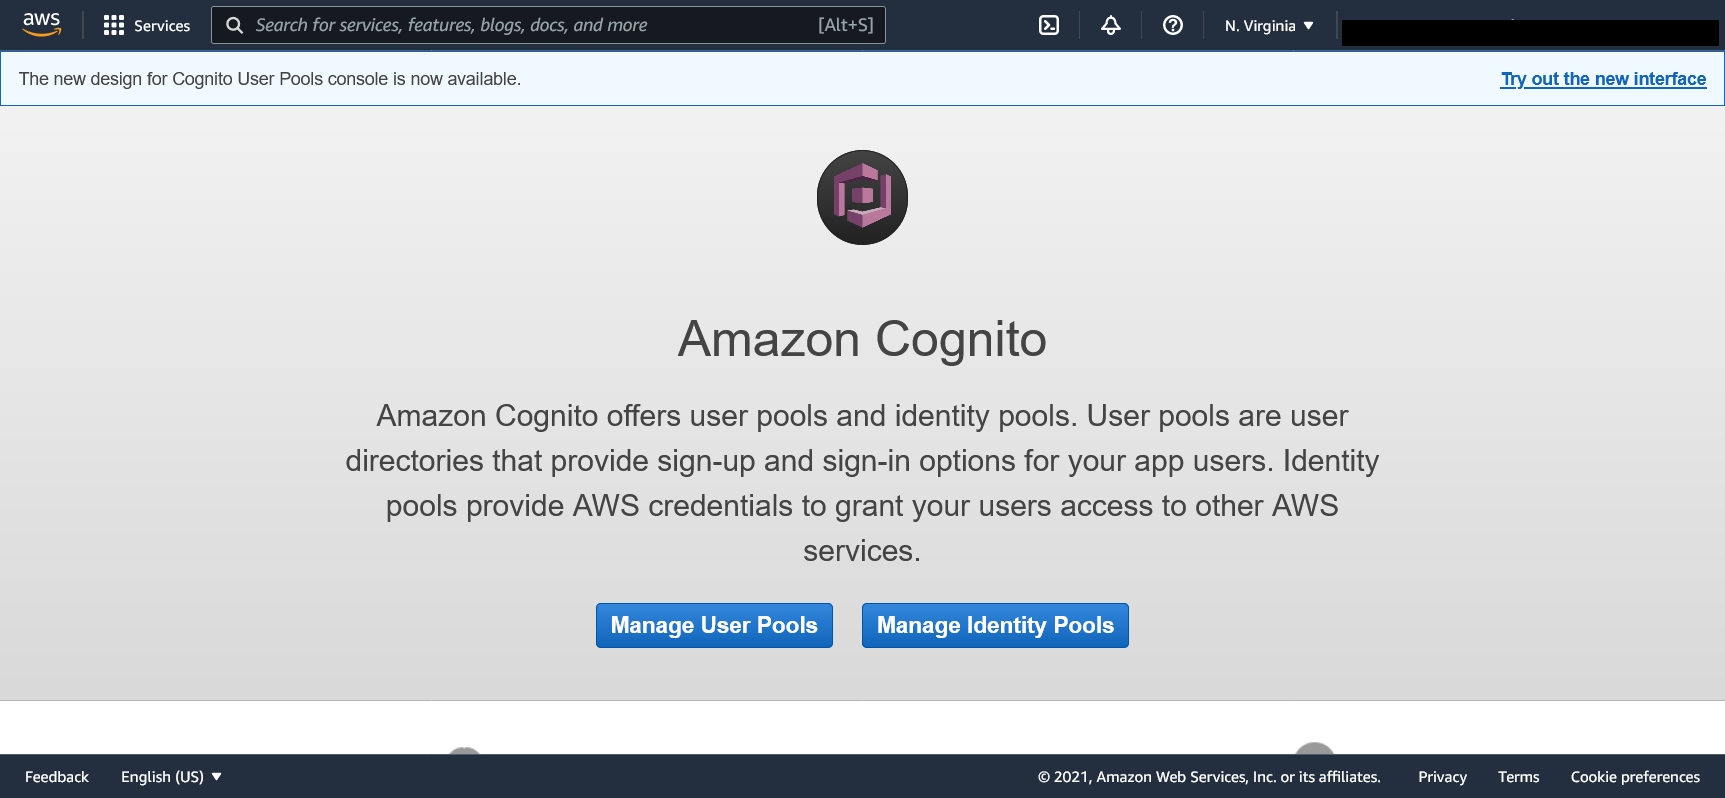 aws Services Search for services, features, blogs, docs, and more [Alt+S] N. Virginia
The new design for Cognito User Pools console is now available. Try out the new interface
Amazon Cognito
Amazon Cognito offers user pools and identity pools. User pools are user
directories that provide sign-up and sign-in options for your app users. Identity
pools provide AWS credentials to grant your users access to other AWS
services.
Manage User Pools Manage Identity Pools
Feedback English (US) © 2021, Amazon Web Services, Inc. or its affiliates. Privacy Terms Cookie preferences